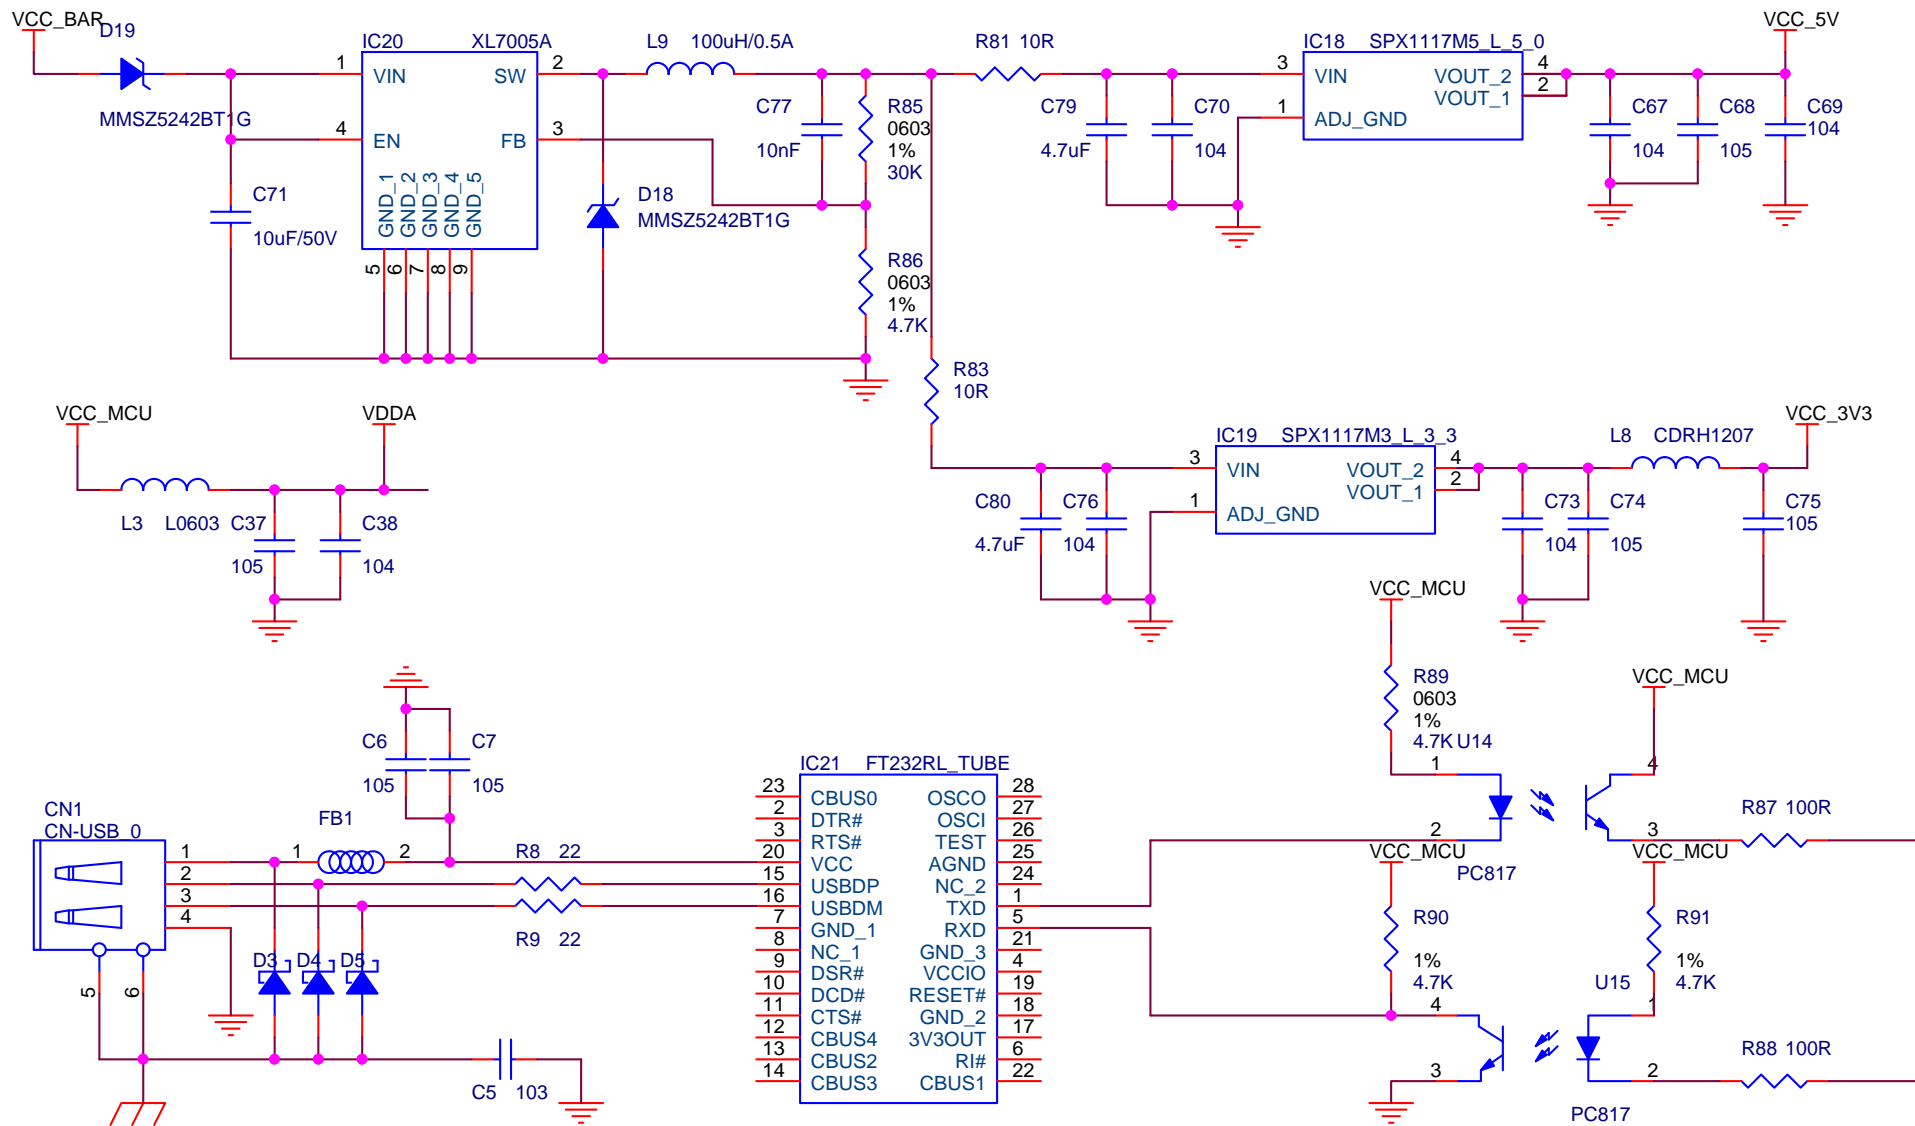 VCC_BAR
D19
MMSZ5242BT1G
IC20 XL7005A
1 VIN SW 2
4 EN FB 3
GND_1 GND_2 GND_3 GND_4 GND_5
5 6 7 8 9
C71
10uF/50V
L9 100uH/0.5A
D18
MMSZ5242BT1G
C77
10nF
R85
0603
1%
30K
R86
0603
1%
4.7K
R81 10R
C79
4.7uF
C70
104
IC18 SPX1117M5_L_5_0
3 VIN VOUT_2 4
VOUT_1 2
1 ADJ_GND
VCC_5V
C67
104
C68
105
C69
104
R83
10R
VCC_MCU
VDDA
L3 L0603
C37
105
C38
104
C80
4.7uF
C76
104
IC19 SPX1117M3_L_3_3
3 VIN VOUT_2 4
VOUT_1 2
1 ADJ_GND
C73
104
C74
105
L8 CDRH1207
VCC_3V3
C75
105
C6
105
C7
105
CN1
CN-USB_0
1
2
3
4
5 6
1 FB1 2
R8 22
R9 22
D3 D4 D5
C5 103
IC21 FT232RL_TUBE
23 CBUS0 OSCO 28
2 DTR# OSCI 27
3 RTS# TEST 26
20 VCC AGND 25
15 USBDP NC_2 24
16 USBDM TXD 1
7 GND_1 RXD 5
8 NC_1 GND_3 21
9 DSR# VCCIO 4
10 DCD# RESET# 19
11 CTS# GND_2 18
12 CBUS4 3V3OUT 17
13 CBUS2 RI# 6
14 CBUS3 CBUS1 22
VCC_MCU
R89
0603
1%
4.7K U14
1
2
PC817
VCC_MCU
4
3
R87 100R
VCC_MCU
R90
1%
4.7K
4
3
VCC_MCU
R91
1%
4.7K
U15
1
2
R88 100R
PC817